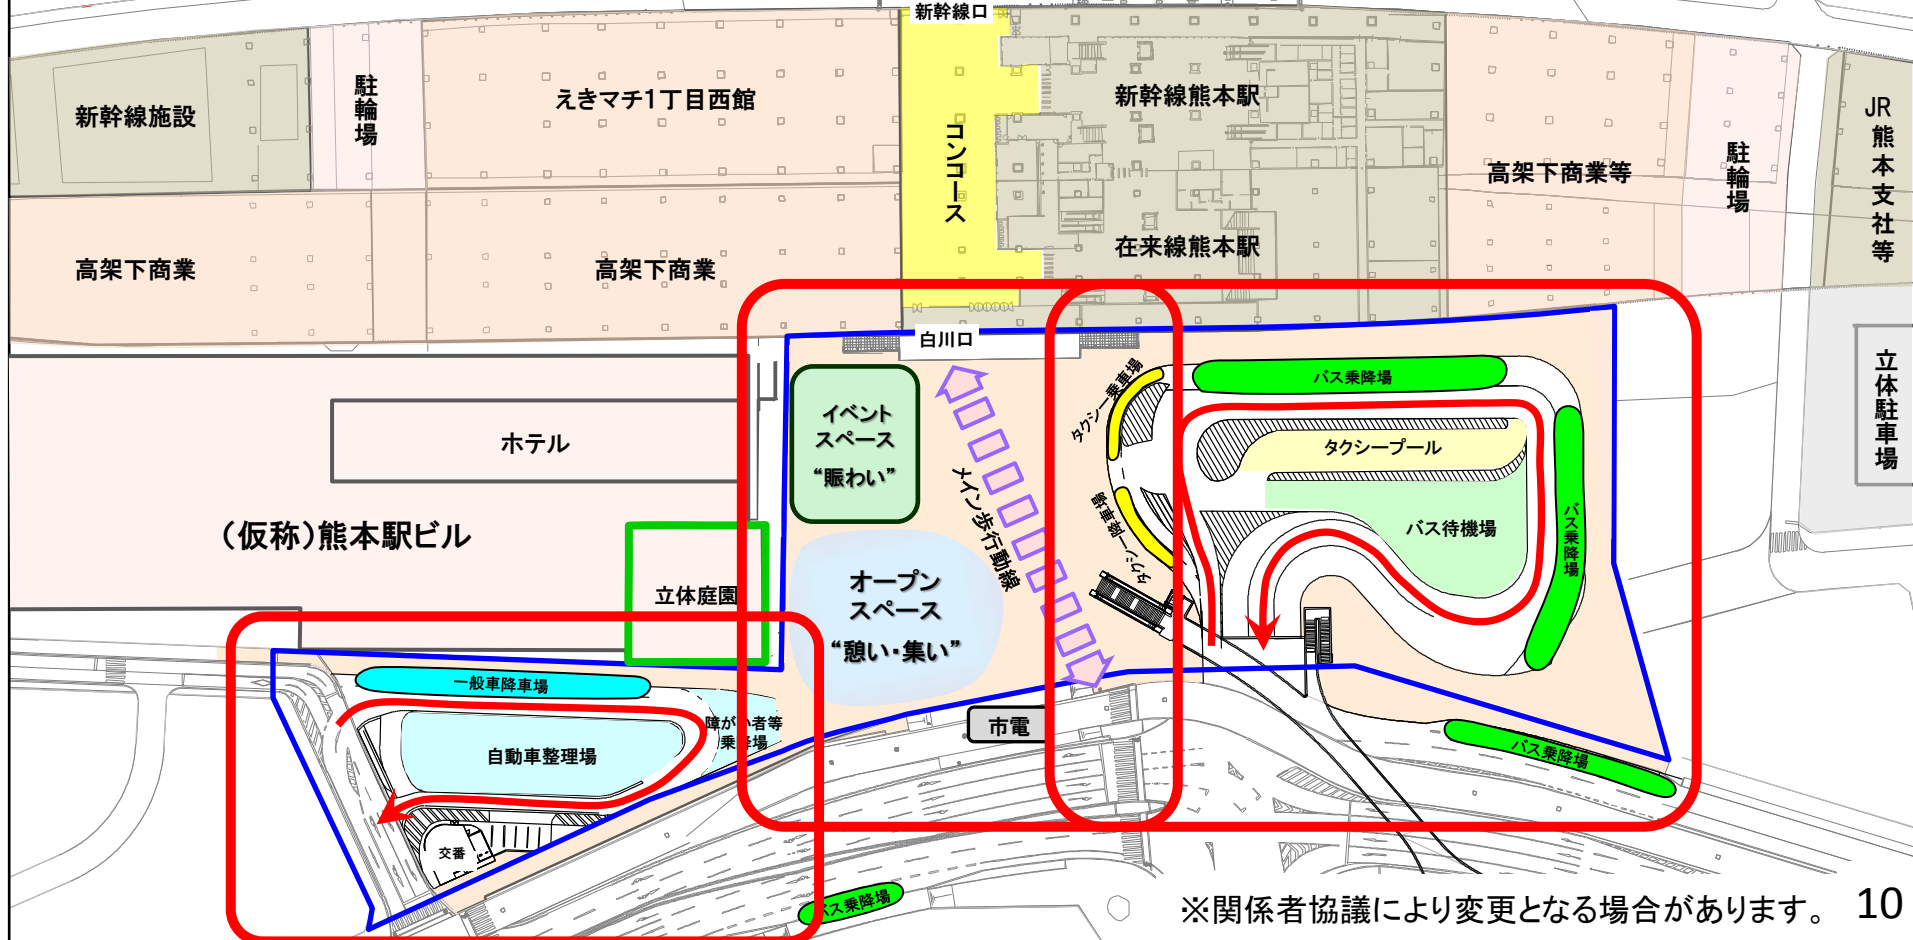 新幹線口
新幹線施設
駐輪場
えきマチ1丁目西館
コンコース
新幹線熊本駅
高架下商業等
駐輪場
JR熊本支社等
高架下商業
高架下商業
在来線熊本駅
白川口
立体駐車場
ホテル
イベント
スペース
“賑わい”
メイン歩行動線
タクシー乗車場
バス乗降場
タクシープール
タクシー降車場
バス待機場
バス乗降場
(仮称)熊本駅ビル
立体庭園
オープン
スペース
“憩い・集い”
一般車降車場
障がい者等
乗降場
自動車整理場
市電
バス乗降場
交番
バス乗降場
※関係者協議により変更となる場合があります。
10